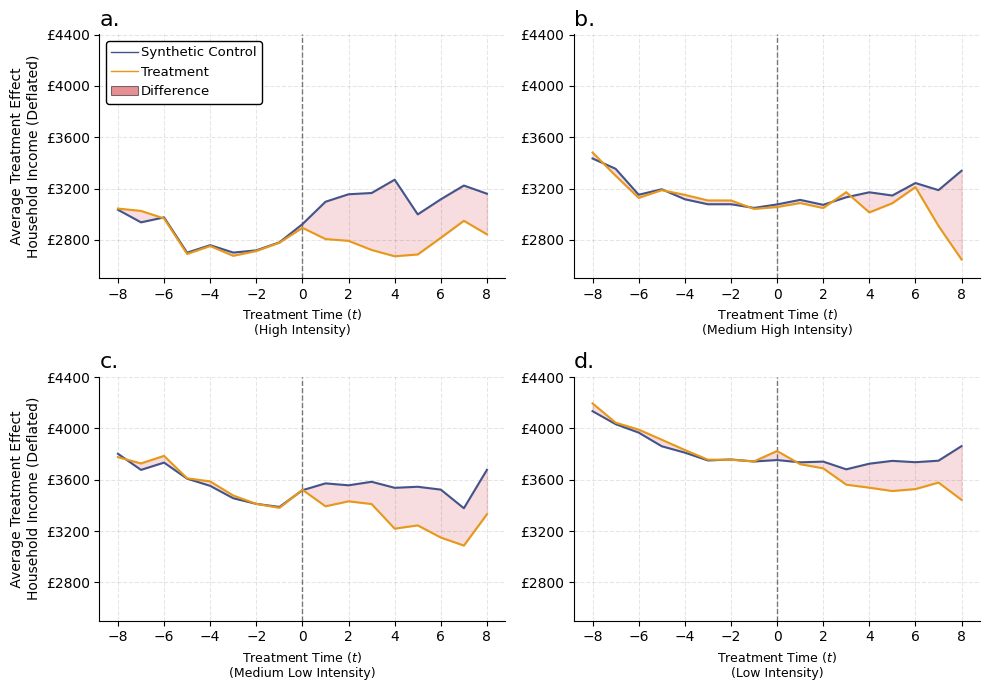 a.
£4400
£4000
£3600
£3200
£2800
Average Treatment Effect
Household Income (Deflated)
Synthetic Control
Treatment
Difference
−8 −6 −4 −2 0 2 4 6 8
Treatment Time (t)
(High Intensity)
b.
£4400
£4000
£3600
£3200
£2800
−8 −6 −4 −2 0 2 4 6 8
Treatment Time (t)
(Medium High Intensity)
c.
£4400
£4000
£3600
£3200
£2800
Average Treatment Effect
Household Income (Deflated)
−8 −6 −4 −2 0 2 4 6 8
Treatment Time (t)
(Medium Low Intensity)
d.
£4400
£4000
£3600
£3200
£2800
−8 −6 −4 −2 0 2 4 6 8
Treatment Time (t)
(Low Intensity)